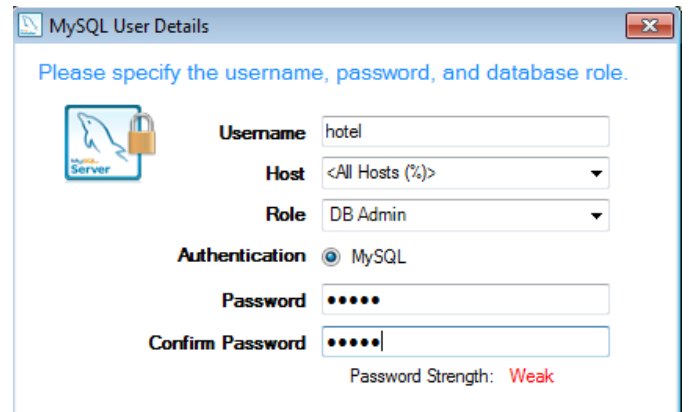 MySQL User Details
Please specify the username, password, and database role.
MySQL
Server
Username hotel
Host <All Hosts (%)>
Role DB Admin
Authentication MySQL
Password •••••
Confirm Password •••••
Password Strength: Weak